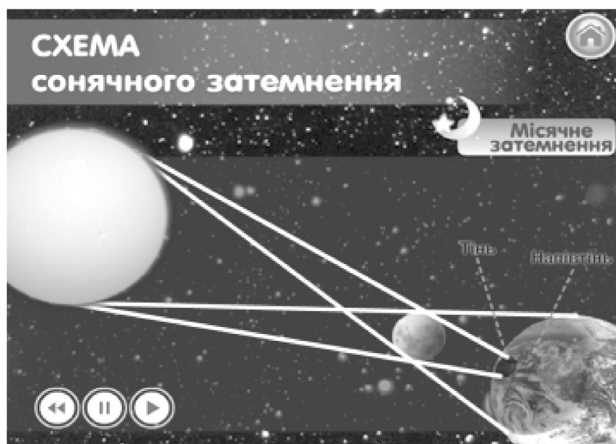 СХЕМА
сонячного затемнення
Місячне
затемнення
Тінь
Напівтінь